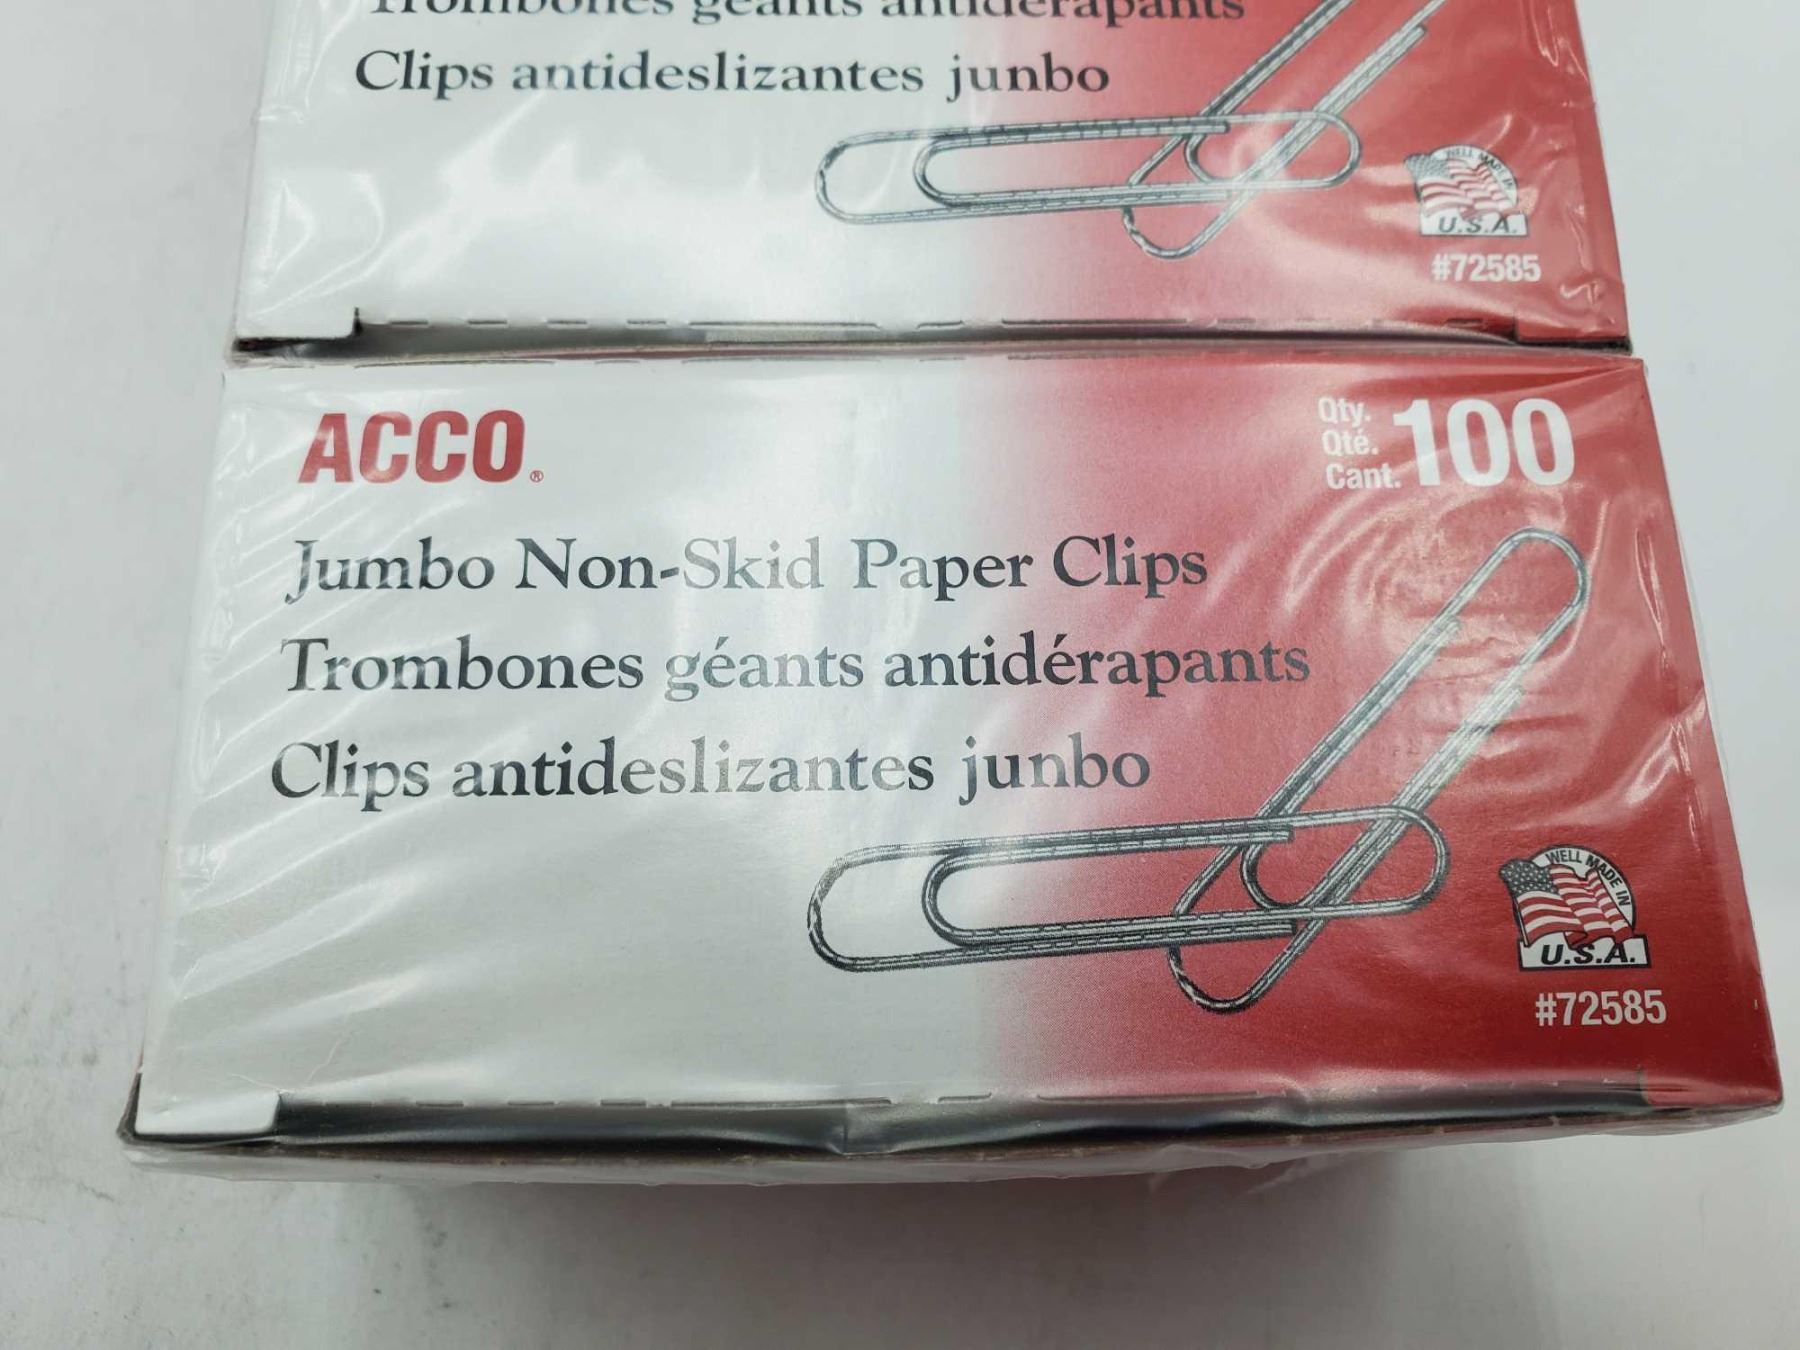 Trombones géants antidérapants
Clips antideslizantes junbo
WELL MADE IN
U.S.A.
#72585
ACCO®
Qty.
Qté.
Cant.
100
Jumbo Non-Skid Paper Clips
Trombones géants antidérapants
Clips antideslizantes junbo
WELL MADE IN
U.S.A.
#72585